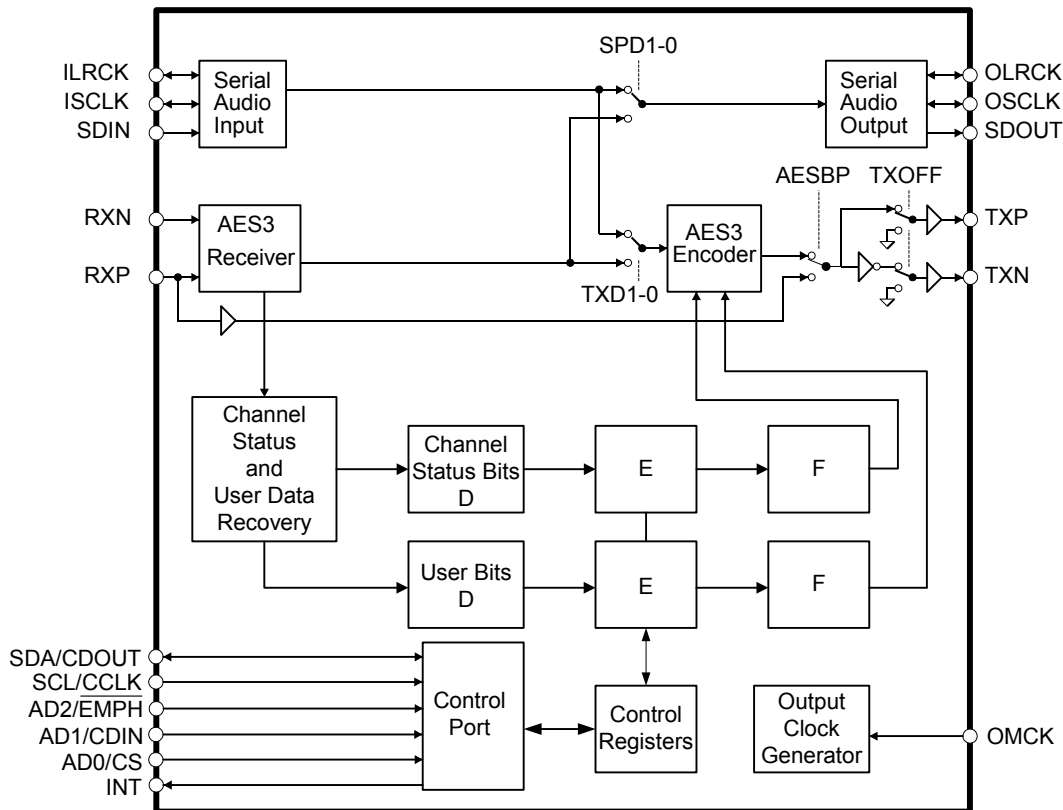 SPD1-0
ILRCK
ISCLK
SDIN
Serial
Audio
Input
Serial
Audio
Output
OLRCK
OSCLK
SDOUT
AESBP
TXOFF
RXN
RXP
AES3
Receiver
TXD1-0
AES3
Encoder
TXP
TXN
Channel
Status
and
User Data
Recovery
Channel
Status Bits
D
E
F
User Bits
D
E
F
SDA/CDOUT
SCL/CCLK
AD2/EMPH
AD1/CDIN
AD0/CS
INT
Control
Port
Control
Registers
Output
Clock
Generator
OMCK